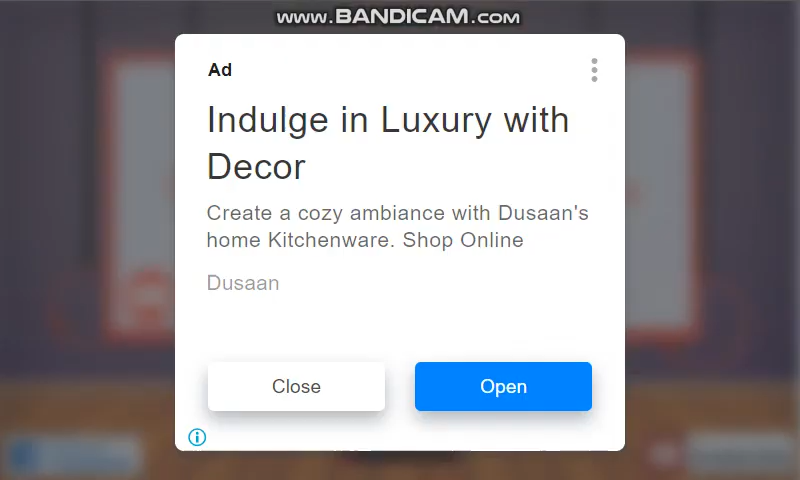 www.BANDICAM.com
Ad
Indulge in Luxury with
Decor
Create a cozy ambiance with Dusaan's
home Kitchenware. Shop Online
Dusaan
Close
Open